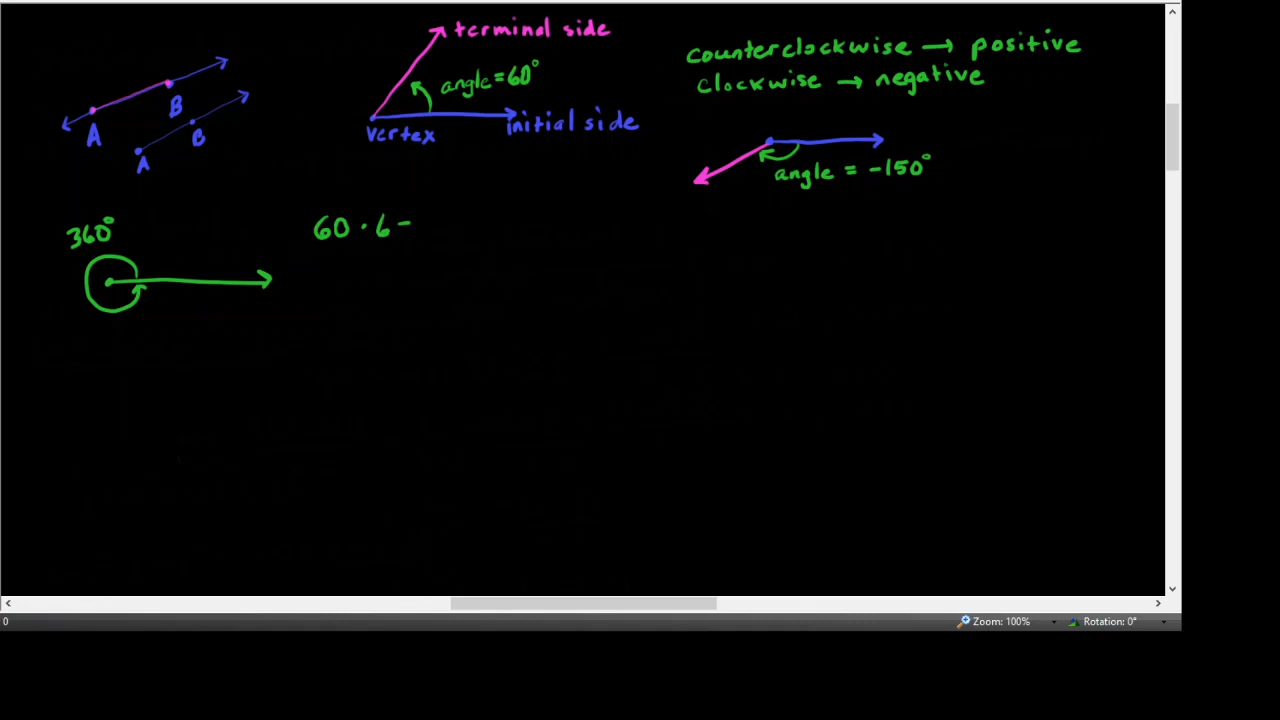 terminal side
angle = 60°
vertex
initial side
A
B
A
B
counterclockwise → positive
clockwise → negative
angle = -150°
360°
60 · 6 -
0
Zoom: 100%
Rotation: 0°